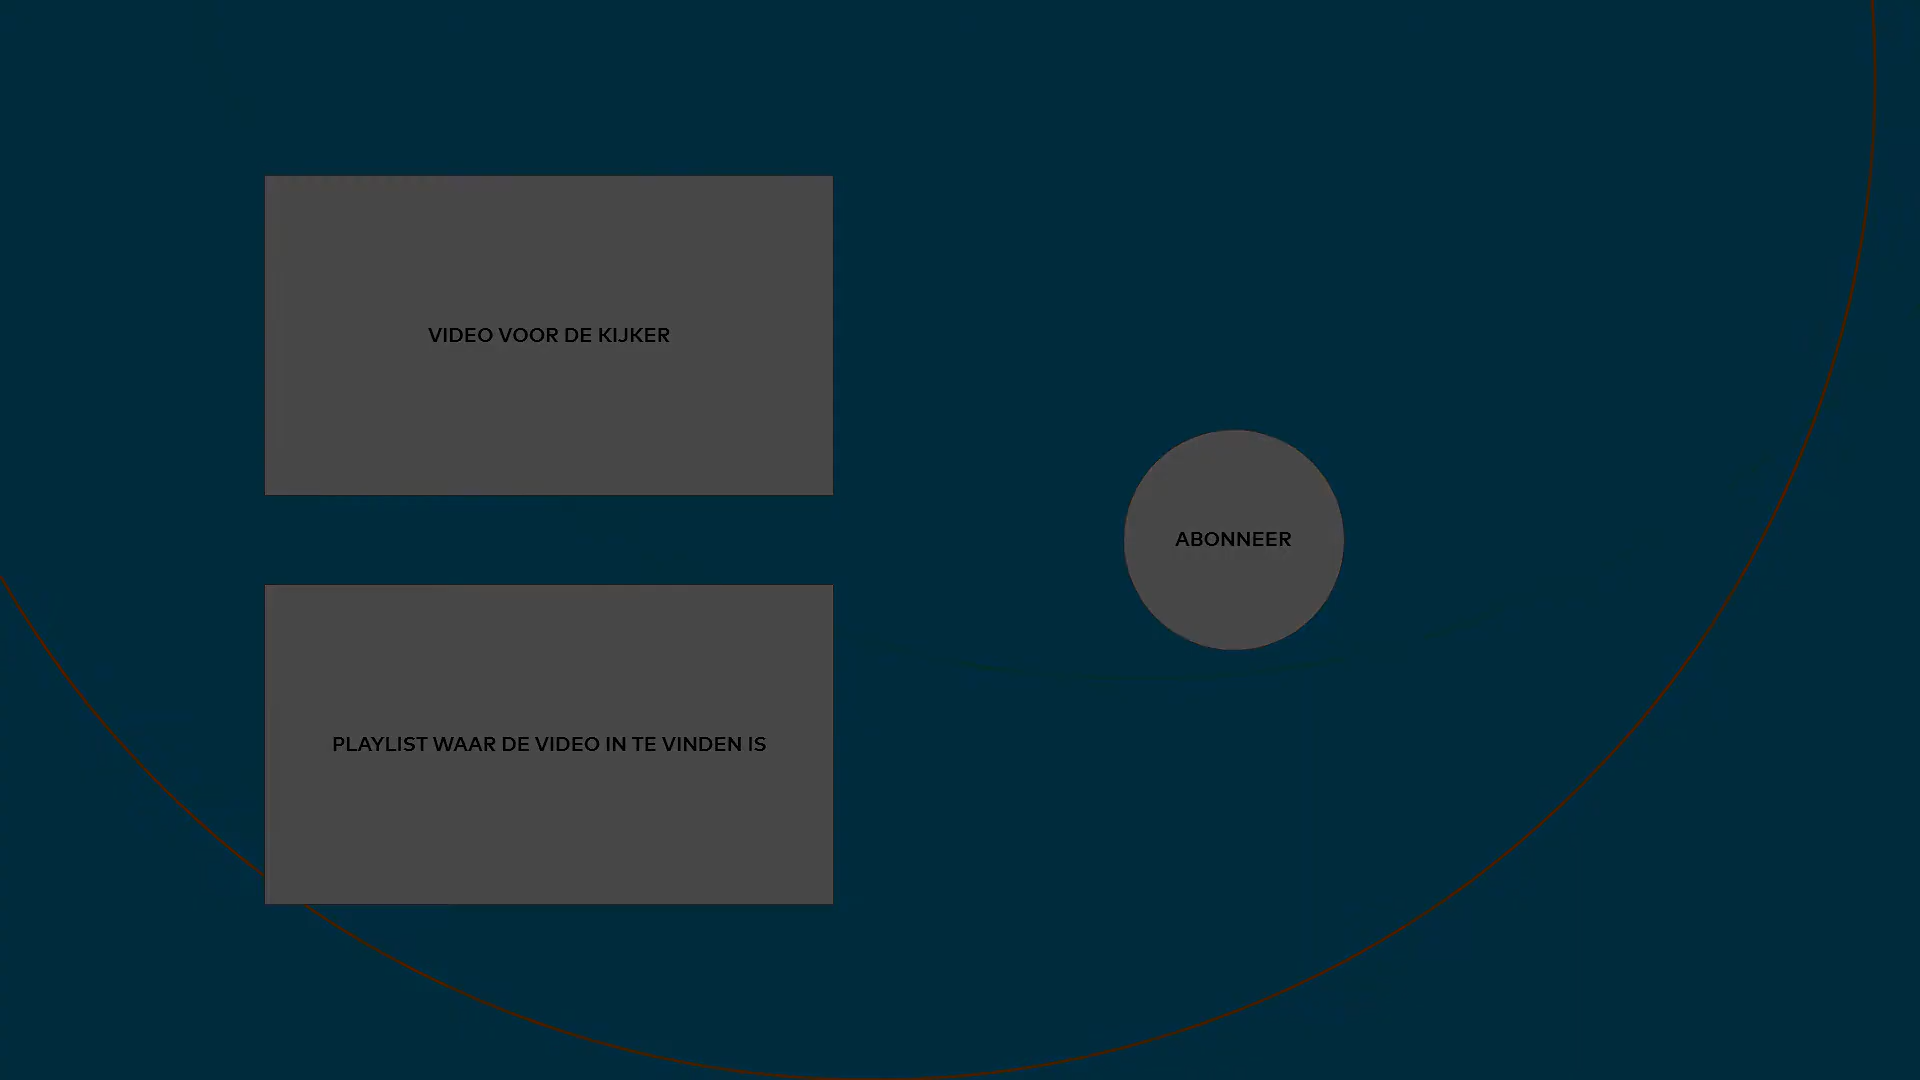 VIDEO VOOR DE KIJKER
ABONNEER
PLAYLIST WAAR DE VIDEO IN TE VINDEN IS